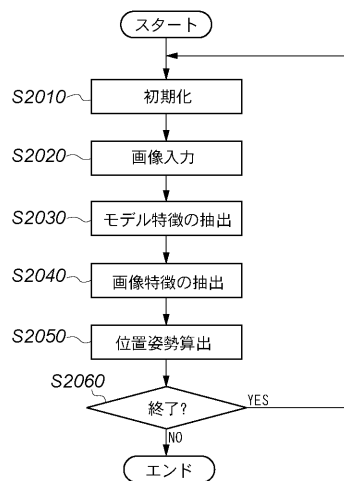 スタート
S2010
初期化
S2020
画像入力
S2030
モデル特徴の抽出
S2040
画像特徴の抽出
S2050
位置姿勢算出
S2060
終了?
YES
NO
エンド